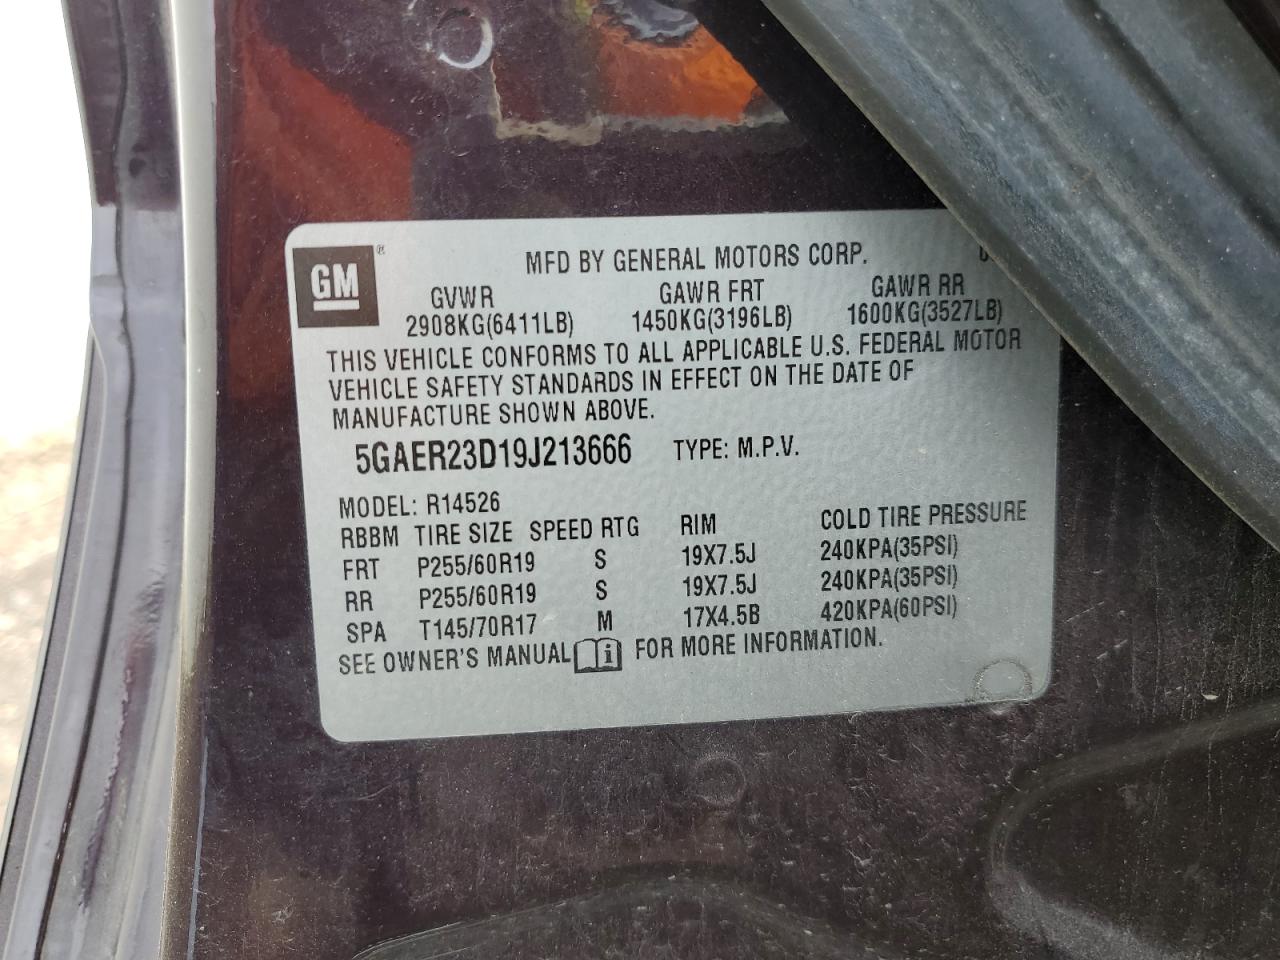 GM ® MFD BY GENERAL MOTORS CORP.
GVWR GAWR FRT GAWR RR
2908KG(6411LB) 1450KG(3196LB) 1600KG(3527LB)
THIS VEHICLE CONFORMS TO ALL APPLICABLE U.S. FEDERAL MOTOR
VEHICLE SAFETY STANDARDS IN EFFECT ON THE DATE OF
MANUFACTURE SHOWN ABOVE.
5GAER23D19J213666 TYPE: M.P.V.
MODEL: R14526
RBBM TIRE SIZE SPEED RTG RIM COLD TIRE PRESSURE
FRT P255/60R19 S 19X7.5J 240KPA(35PSI)
RR P255/60R19 S 19X7.5J 240KPA(35PSI)
SPA T145/70R17 M 17X4.5B 420KPA(60PSI)
SEE OWNER'S MANUAL i FOR MORE INFORMATION.